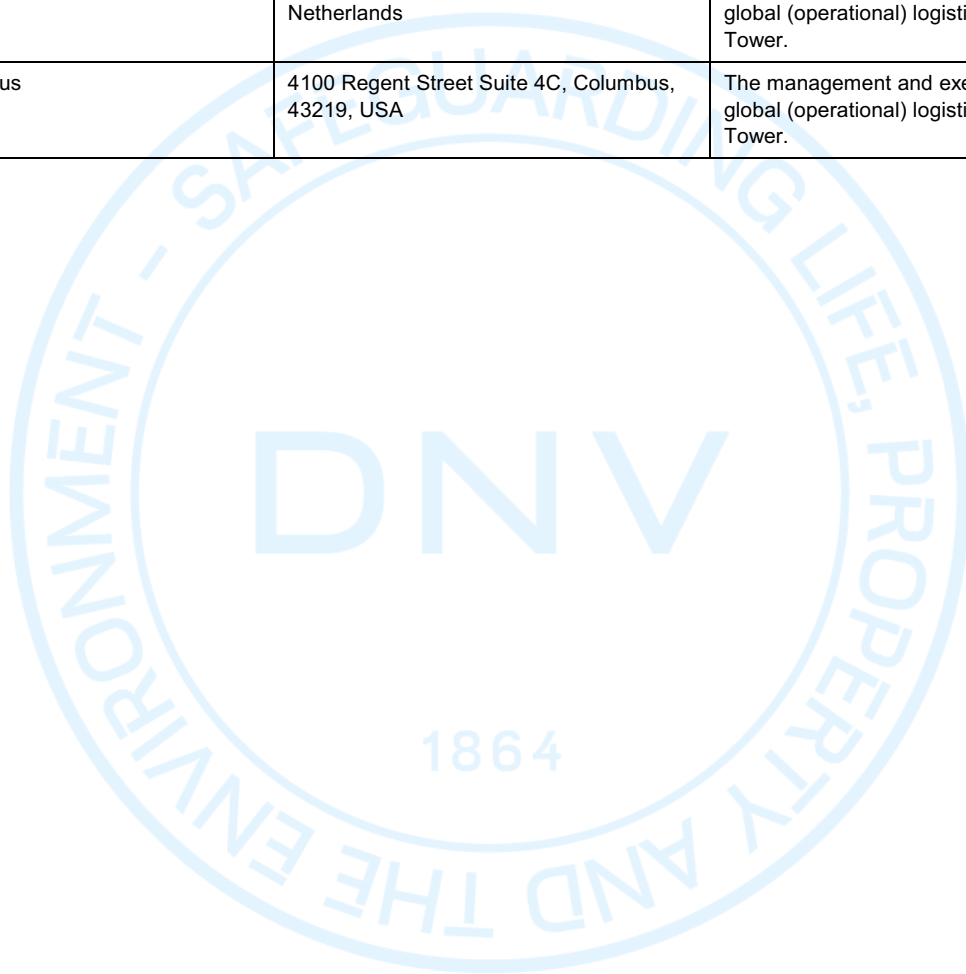 Netherlands
global (operational) logisti
Tower.
us
4100 Regent Street Suite 4C, Columbus,
43219, USA
The management and exe
global (operational) logisti
Tower.
SAFEGUARDING LIFE, PROPERTY AND THE ENVIRONMENT -
DNV
1864